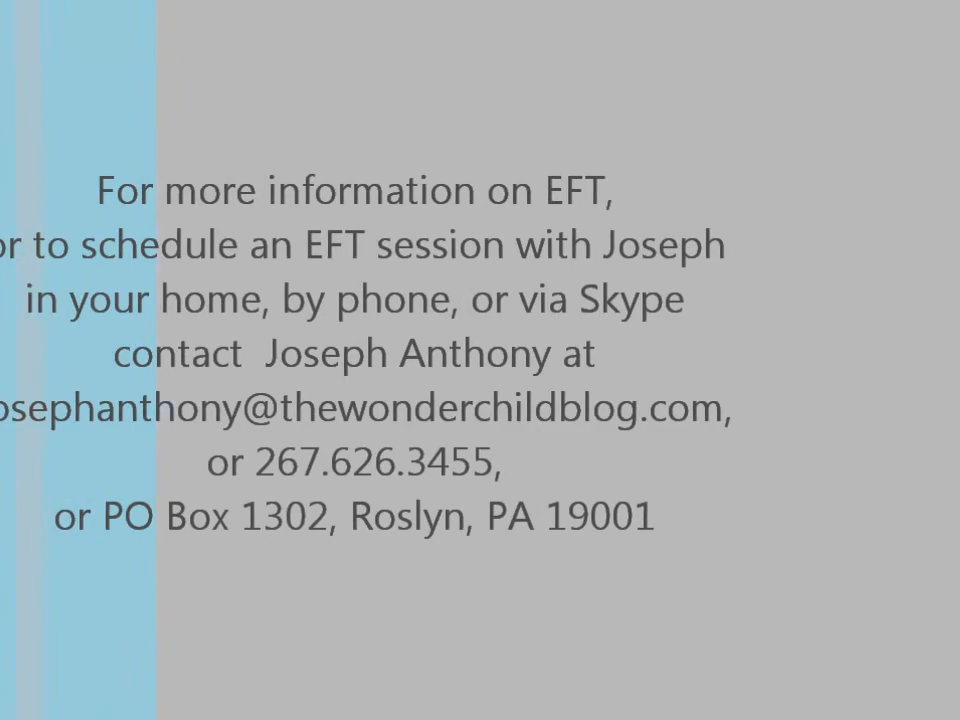 For more information on EFT,
or to schedule an EFT session with Joseph
in your home, by phone, or via Skype
contact  Joseph Anthony at
osephanthony@thewonderchildblog.com,
or 267.626.3455,
or PO Box 1302, Roslyn, PA 19001